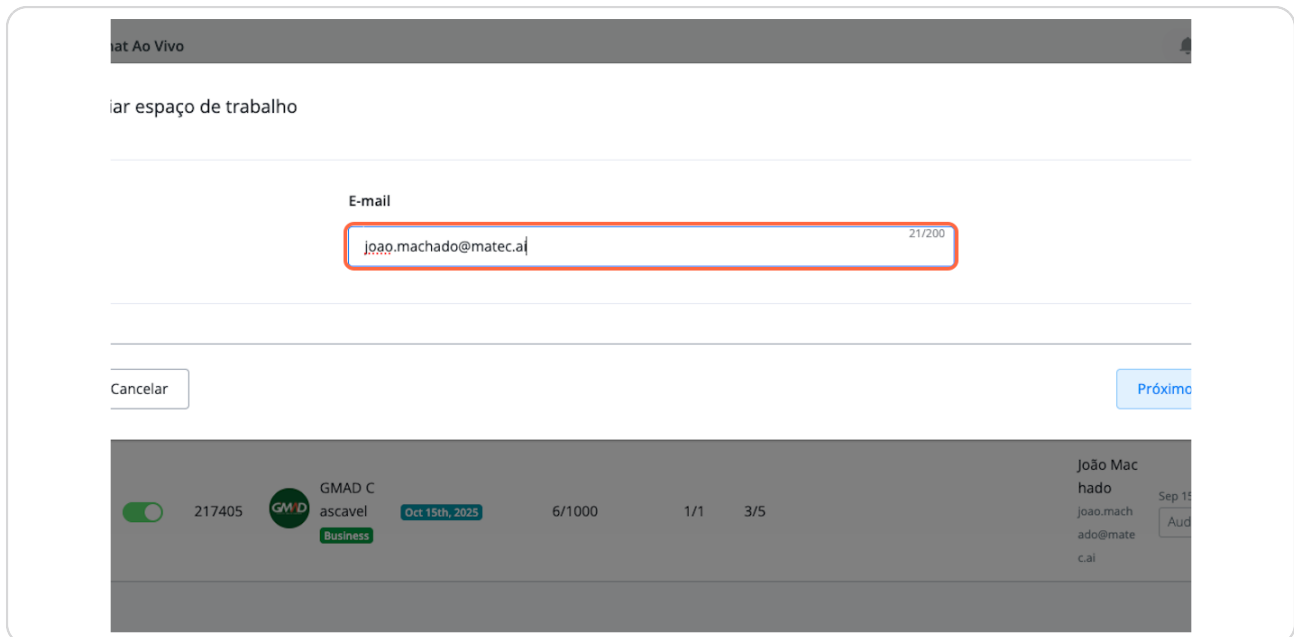 nat Ao Vivo
iar espaço de trabalho
E-mail
21/200
joao.machado@matec.ai
Cancelar
Próximo
João Mac
hado
joao.mach
ado@mate
c.ai
Sep 15
Aud
217405
GMAD
GMAD C
ascavel
Business
Oct 15th, 2025
6/1000
1/1
3/5